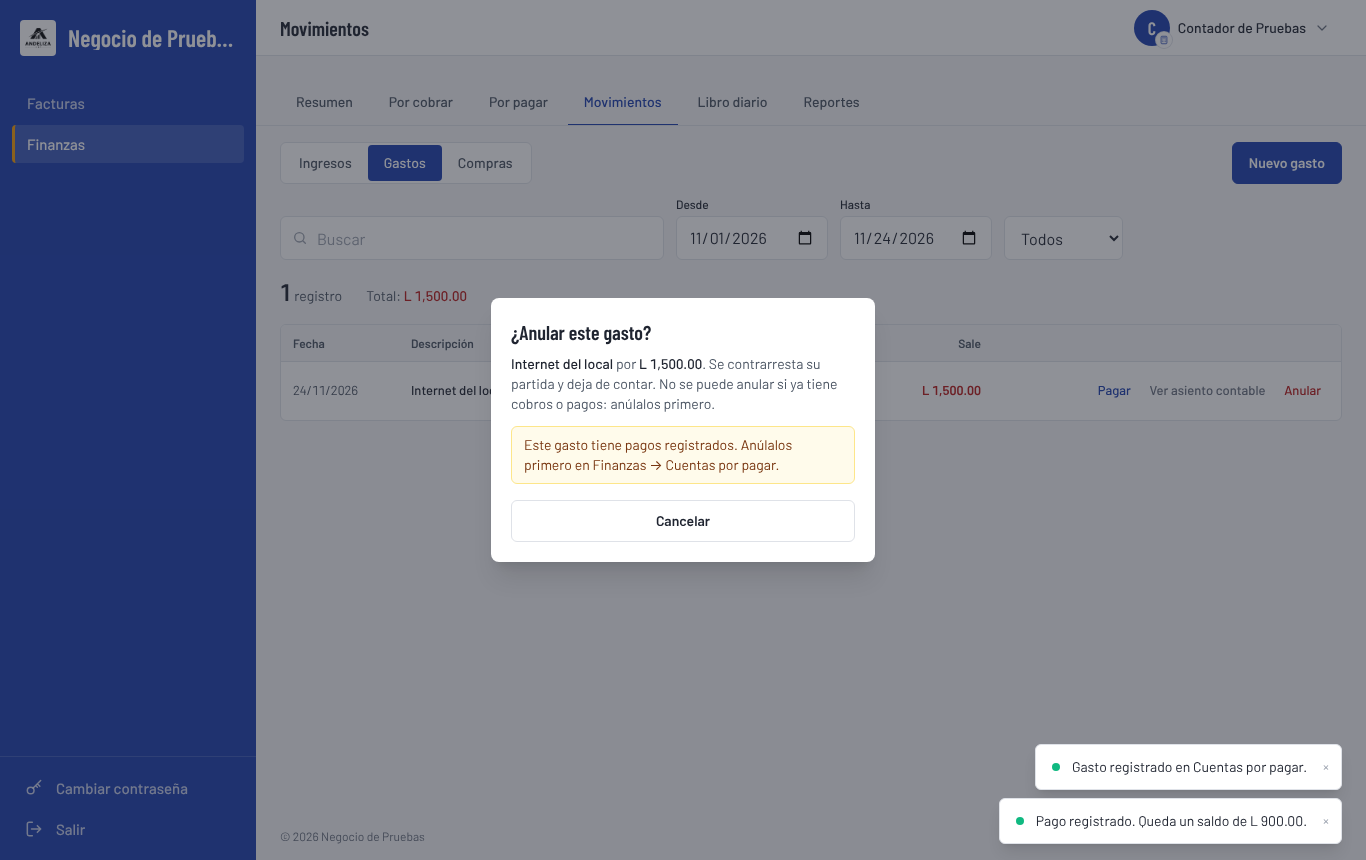 ANDELIZA
Negocio de Prueb...
Facturas
Finanzas
Cambiar contraseña
Salir
Movimientos
C
Contador de Pruebas
Resumen
Por cobrar
Por pagar
Movimientos
Libro diario
Reportes
Ingresos
Gastos
Compras
Nuevo gasto
Desde
Hasta
Buscar
11/01/2026
11/24/2026
Todos
1 registro
Total: L 1,500.00
Fecha
Descripción
Sale
24/11/2026
Internet del loc
L 1,500.00
Pagar
Ver asiento contable
Anular
¿Anular este gasto?
Internet del local por L 1,500.00. Se contrarresta su
partida y deja de contar. No se puede anular si ya tiene
cobros o pagos: anúlalos primero.
Este gasto tiene pagos registrados. Anúlalos
primero en Finanzas → Cuentas por pagar.
Cancelar
Gasto registrado en Cuentas por pagar. ×
Pago registrado. Queda un saldo de L 900.00. ×
© 2026 Negocio de Pruebas